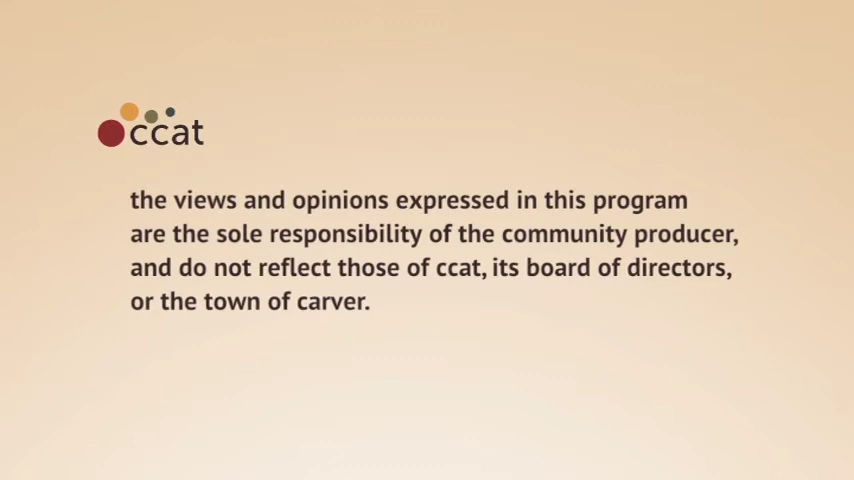 ccat
the views and opinions expressed in this program
are the sole responsibility of the community producer,
and do not reflect those of ccat, its board of directors,
or the town of carver.